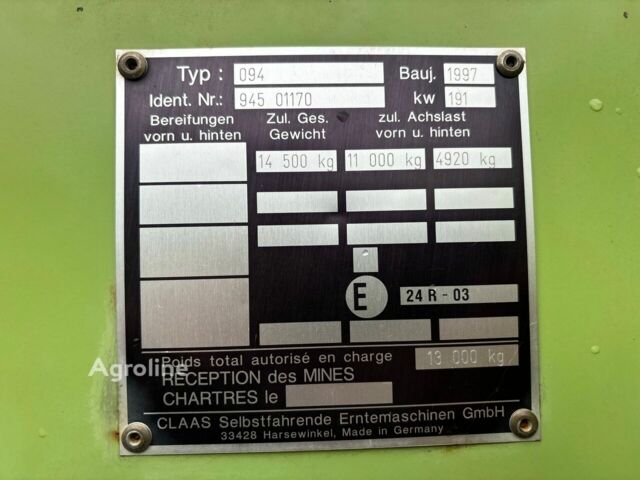 Typ : 094 Bauj. 1997
Ident. Nr.: 945 01170 kw 191
Bereifungen vorn u. hinten Zul. Ges. Gewicht zul. Achslast vorn u. hinten
14 500 kg 11 000 kg 4920 kg
E 24 R - 03
Poids total autorisé en charge 13 000 kg
RECEPTION des MINES
CHARTRES le
CLAAS Selbstfahrende Erntemaschinen GmbH
33428 Harsewinkel, Made in Germany
Agroline